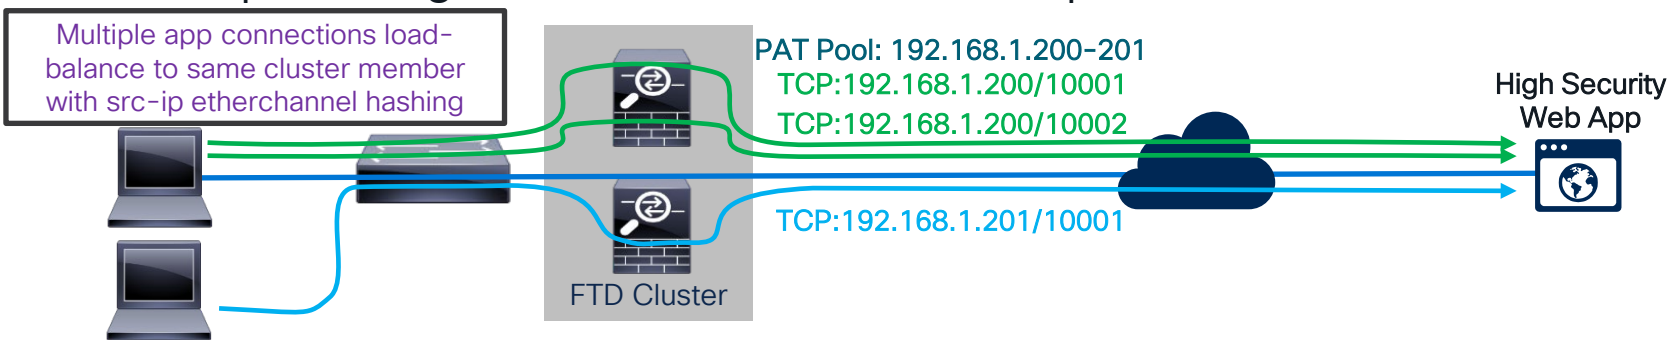 Multiple app connections load-
balance to same cluster member
with src-ip etherchannel hashing
PAT Pool: 192.168.1.200-201
TCP:192.168.1.200/10001
TCP:192.168.1.200/10002
TCP:192.168.1.201/10001
FTD Cluster
High Security
Web App